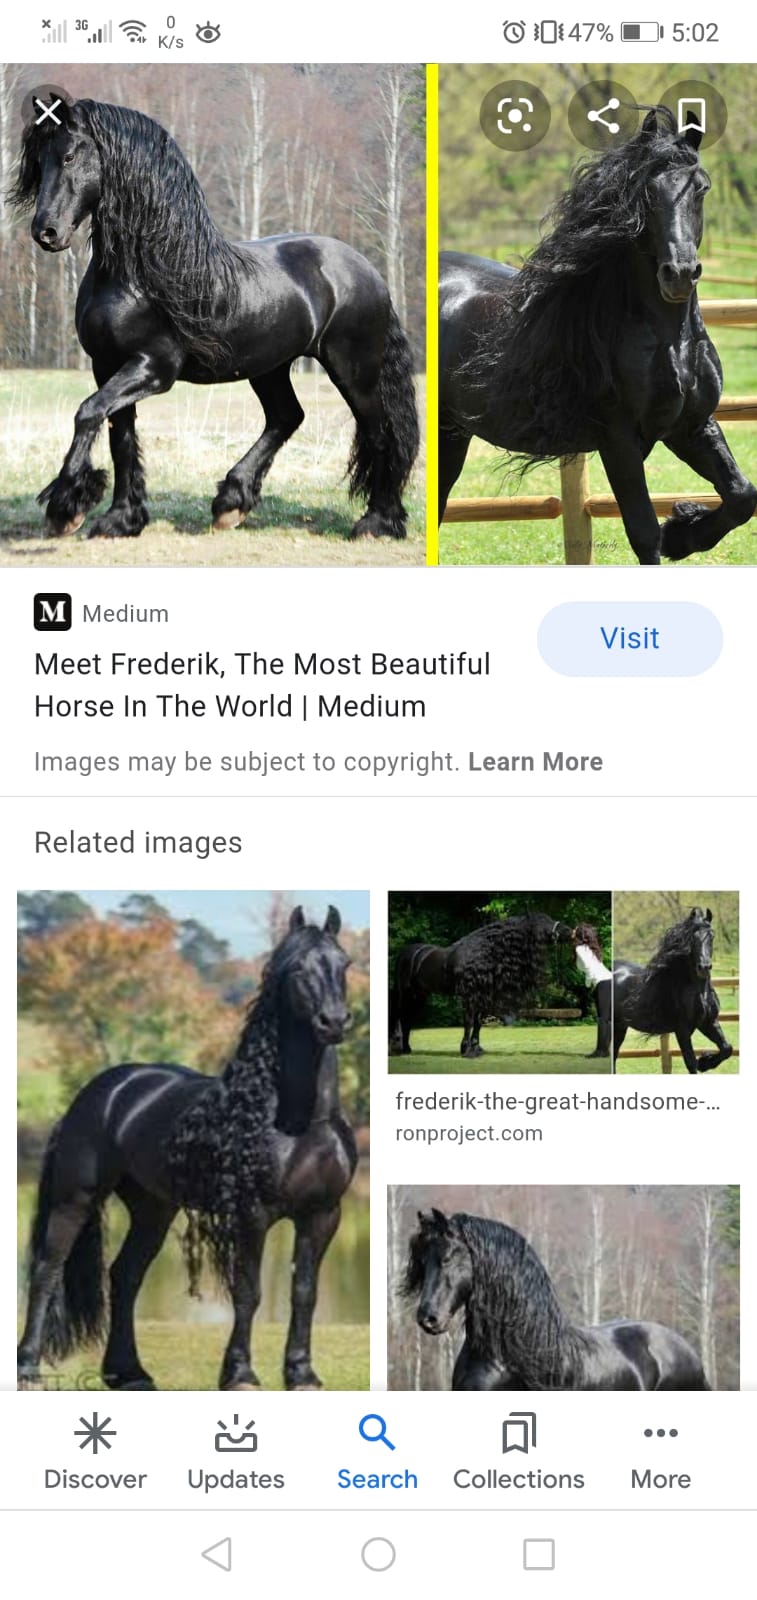 3G 0 K/s 47% 5:02
M Medium
Visit
Meet Frederik, The Most Beautiful
Horse In The World | Medium
Images may be subject to copyright. Learn More
Related images
frederik-the-great-handsome-...
ronproject.com
Discover Updates Search Collections More